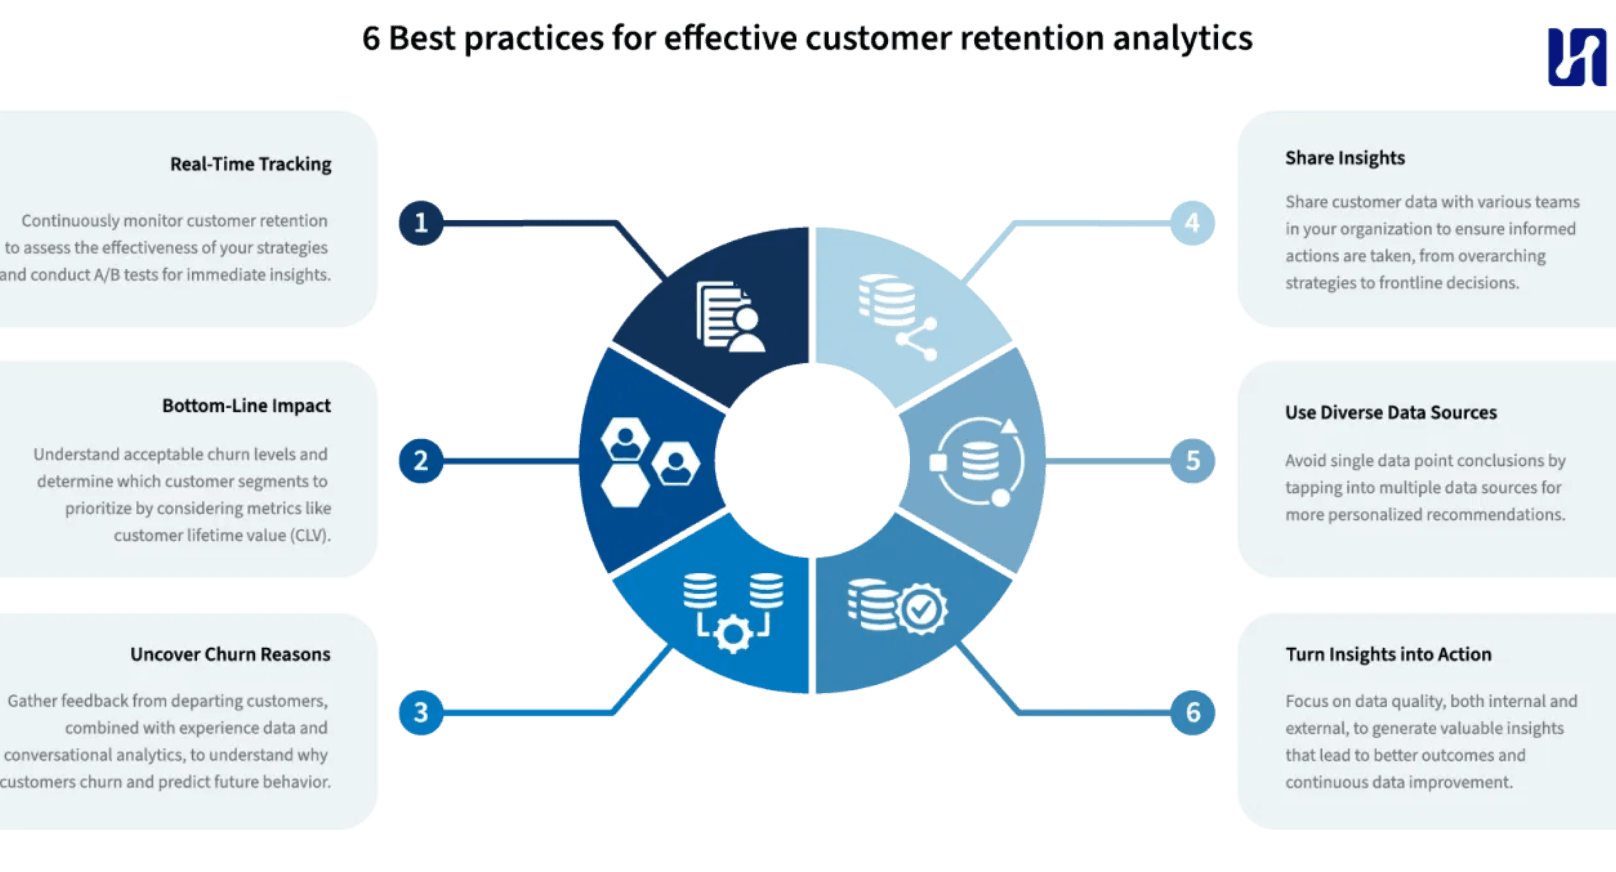 6 Best practices for effective customer retention analytics
Real-Time Tracking
Continuously monitor customer retention
to assess the effectiveness of your strategies
and conduct A/B tests for immediate insights.
1
Bottom-Line Impact
Understand acceptable churn levels and
determine which customer segments to
prioritize by considering metrics like
customer lifetime value (CLV).
2
Uncover Churn Reasons
Gather feedback from departing customers,
combined with experience data and
conversational analytics, to understand why
customers churn and predict future behavior.
3
4
Share Insights
Share customer data with various teams
in your organization to ensure informed
actions are taken, from overarching
strategies to frontline decisions.
5
Use Diverse Data Sources
Avoid single data point conclusions by
tapping into multiple data sources for
more personalized recommendations.
6
Turn Insights into Action
Focus on data quality, both internal and
external, to generate valuable insights
that lead to better outcomes and
continuous data improvement.